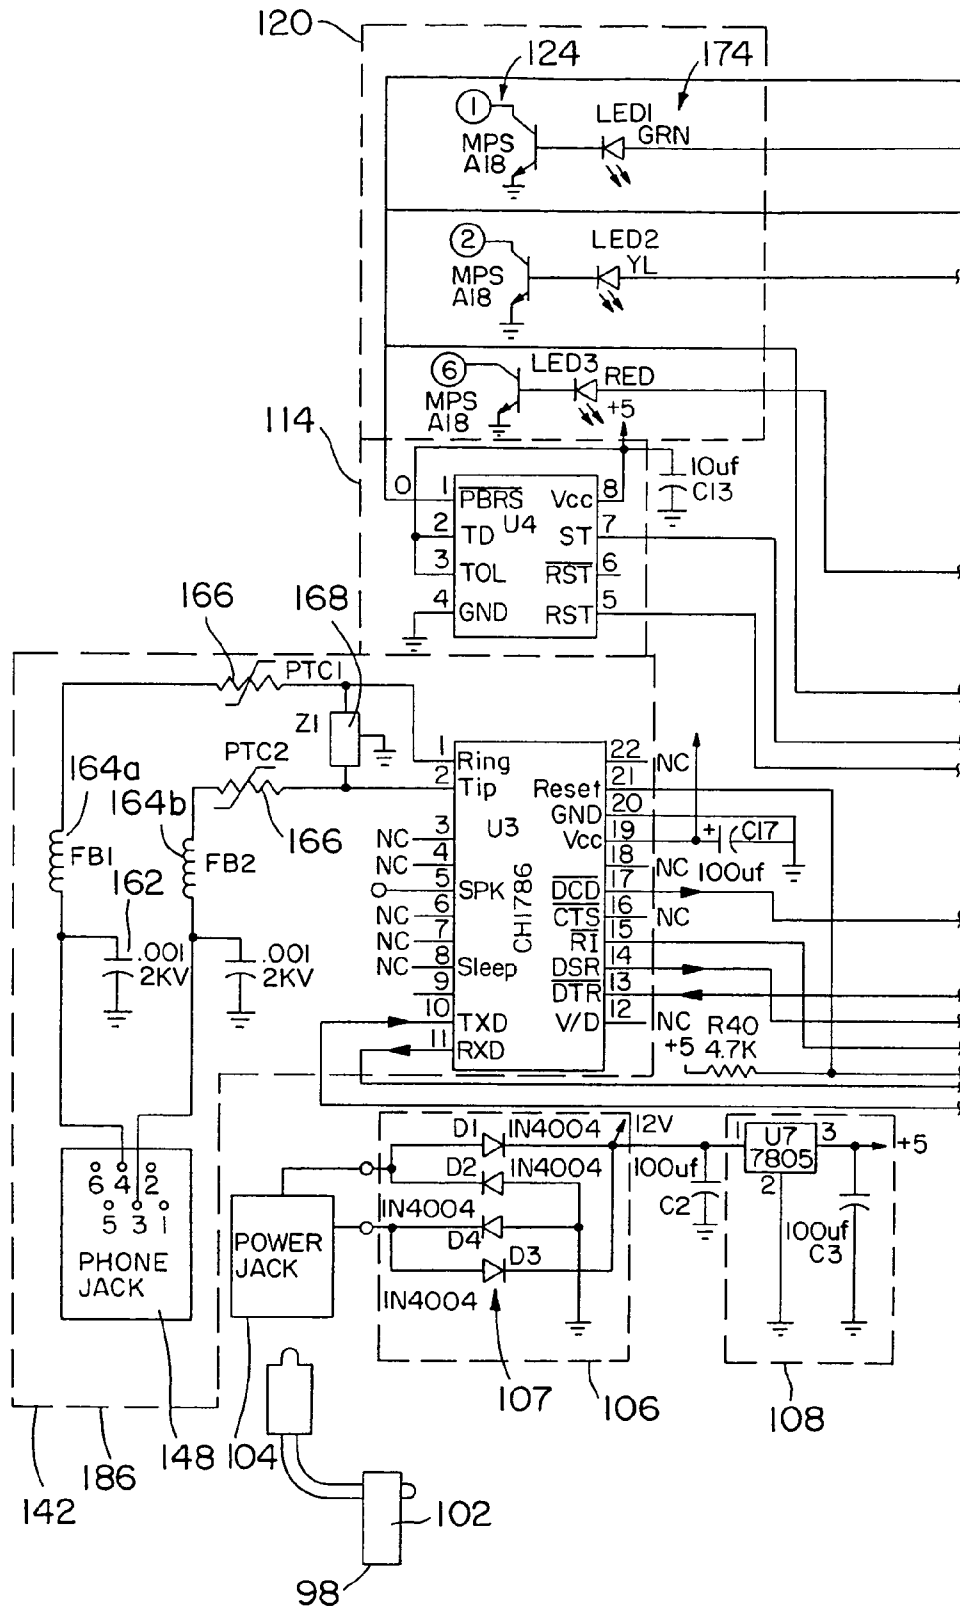 120
124
174
1
LED1
GRN
MPS
A18
2
LED2
YL
MPS
A18
6
LED3
RED
MPS
A18
+5
114
0
1
PBRS
Vcc
8
10uf
C13
U4
2
TD
ST
7
3
TOL
RST
6
4
GND
RST
5
166
168
PTC1
Z1
PTC2
164a
164b
166
FB1
FB2
162
.001
2KV
.001
2KV
1
Ring
22
NC
2
Tip
Reset
21
U3
GND
20
NC
3
Vcc
19
+
C17
100uf
NC
4
18
NC
CH1786
5
SPK
DCD
17
NC
6
CTS
16
NC
NC
7
RI
15
NC
8
Sleep
DSR
14
9
DTR
13
10
TXD
V/D
12
NC
11
RXD
R40
+5
4.7K
D1
1N4004
12V
D2
1N4004
1N4004
D4
D3
1N4004
100uf
C2
1
U7
7805
3
+5
2
100uf
C3
6
4
2
5
3
1
PHONE
JACK
POWER
JACK
107
106
108
142
186
148
104
102
98